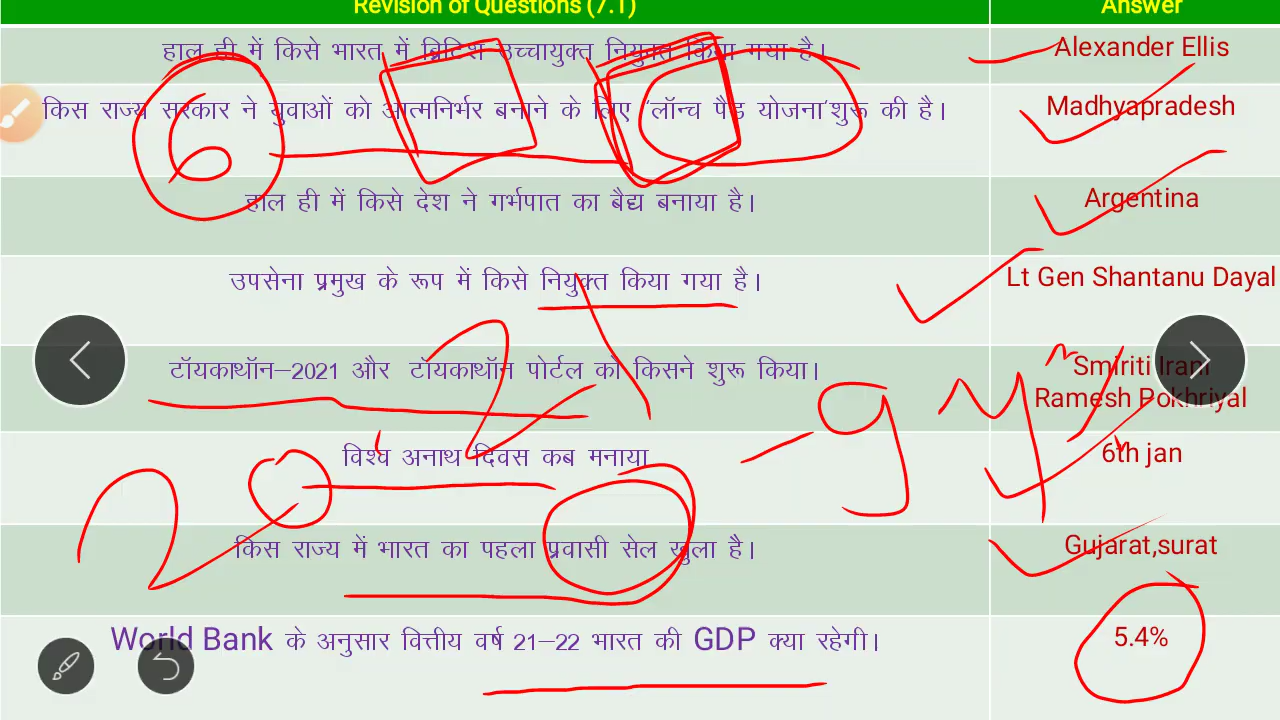 Revision of Questions (7.1) Answer
हाल ही में किसे भारत में ब्रिटिश उच्चायुक्त नियुक्त किया गया है। Alexander Ellis
किस राज्य सरकार ने युवाओं को आत्मनिर्भर बनाने के लिए 'लॉन्च पैड योजना'शुरू की है। Madhyapradesh
हाल ही में किसे देश ने गर्भपात का बैद्य बनाया है। Argentina
उपसेना प्रमुख के रूप में किसे नियुक्त किया गया है। Lt Gen Shantanu Dayal
टॉयकाथॉन–2021 और टॉयकाथॉन पोर्टल को किसने शुरू किया। Smiriti Irani
Ramesh Pokhriyal
विश्व अनाथ दिवस कब मनाया 6th jan
किस राज्य में भारत का पहला प्रवासी सेल खुला है। Gujarat,surat
World Bank के अनुसार वित्तीय वर्ष 21–22 भारत की GDP क्या रहेगी। 5.4%